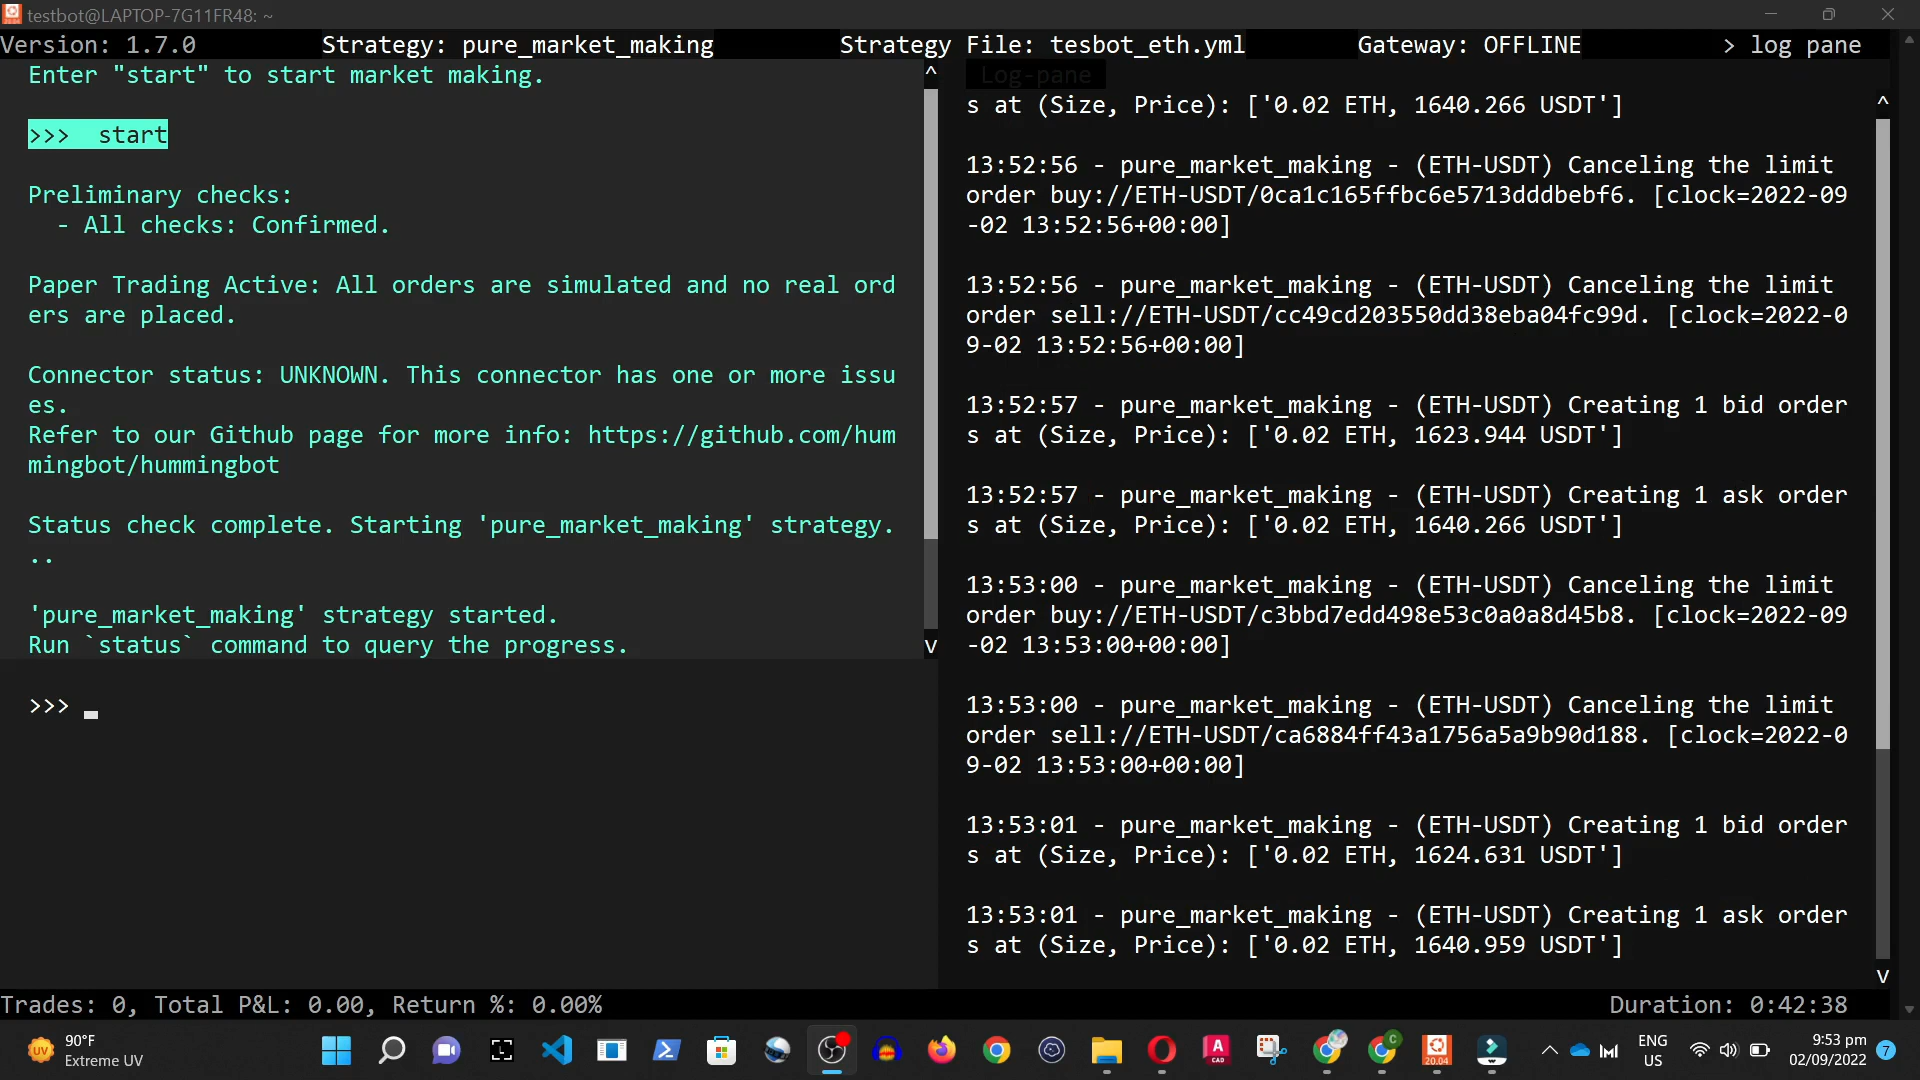 testbot@LAPTOP-7G11FR48: ~
Version: 1.7.0 Strategy: pure_market_making Strategy File: tesbot_eth.yml Gateway: OFFLINE > log pane
Enter "start" to start market making.
>>> start
Preliminary checks:
- All checks: Confirmed.
Paper Trading Active: All orders are simulated and no real ord
ers are placed.
Connector status: UNKNOWN. This connector has one or more issu
es.
Refer to our Github page for more info: https://github.com/hum
mingbot/hummingbot
Status check complete. Starting 'pure_market_making' strategy.
..
'pure_market_making' strategy started.
Run `status` command to query the progress.
>>>
Log-pane
s at (Size, Price): ['0.02 ETH, 1640.266 USDT']
13:52:56 - pure_market_making - (ETH-USDT) Canceling the limit
order buy://ETH-USDT/0ca1c165ffbc6e5713dddbebf6. [clock=2022-09
-02 13:52:56+00:00]
13:52:56 - pure_market_making - (ETH-USDT) Canceling the limit
order sell://ETH-USDT/cc49cd203550dd38eba04fc99d. [clock=2022-0
9-02 13:52:56+00:00]
13:52:57 - pure_market_making - (ETH-USDT) Creating 1 bid order
s at (Size, Price): ['0.02 ETH, 1623.944 USDT']
13:52:57 - pure_market_making - (ETH-USDT) Creating 1 ask order
s at (Size, Price): ['0.02 ETH, 1640.266 USDT']
13:53:00 - pure_market_making - (ETH-USDT) Canceling the limit
order buy://ETH-USDT/c3bbd7edd498e53c0a0a8d45b8. [clock=2022-09
-02 13:53:00+00:00]
13:53:00 - pure_market_making - (ETH-USDT) Canceling the limit
order sell://ETH-USDT/ca6884ff43a1756a5a9b90d188. [clock=2022-0
9-02 13:53:00+00:00]
13:53:01 - pure_market_making - (ETH-USDT) Creating 1 bid order
s at (Size, Price): ['0.02 ETH, 1624.631 USDT']
13:53:01 - pure_market_making - (ETH-USDT) Creating 1 ask order
s at (Size, Price): ['0.02 ETH, 1640.959 USDT']
Trades: 0, Total P&L: 0.00, Return %: 0.00% Duration: 0:42:38
UV
90°F
Extreme UV
A
CAD
C
20.04
ENG
US
9:53 pm
02/09/2022
7